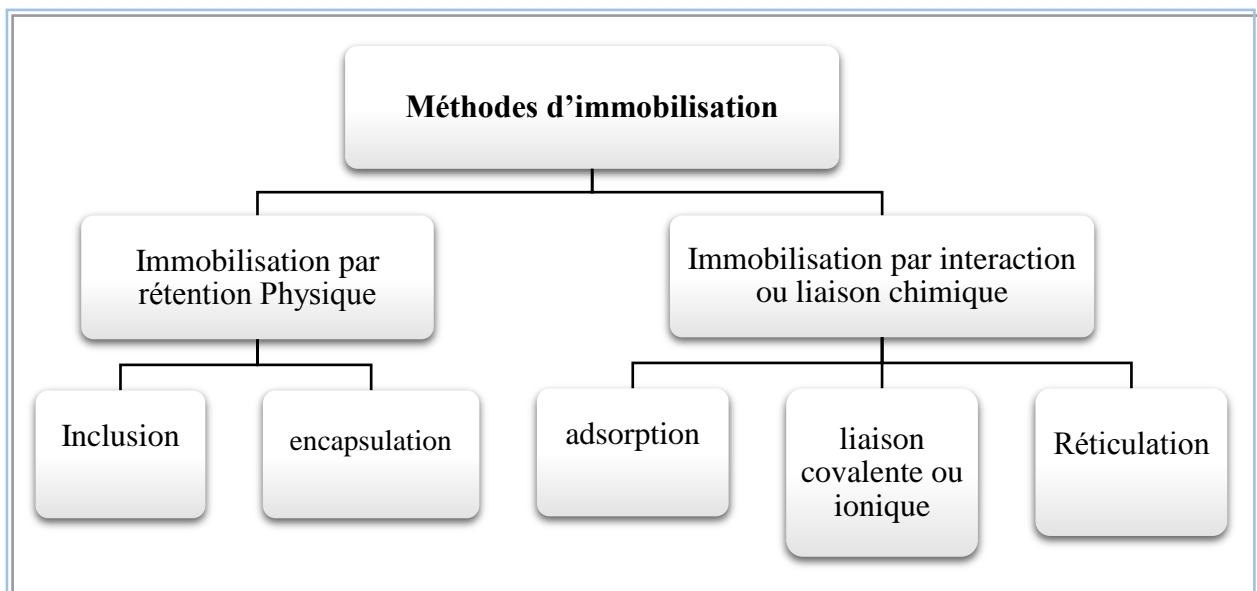 Méthodes d'immobilisation
Immobilisation par
rétention Physique
Immobilisation par interaction
ou liaison chimique
Inclusion
encapsulation
adsorption
liaison
covalente ou
ionique
Réticulation